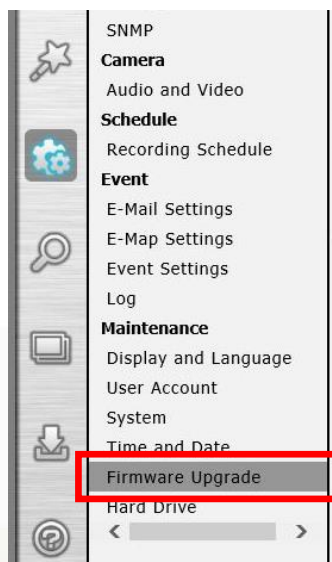 SNMP
Camera
Audio and Video
Schedule
Recording Schedule
Event
E-Mail Settings
E-Map Settings
Event Settings
Log
Maintenance
Display and Language
User Account
System
Time and Date
Firmware Upgrade
Hard Drive